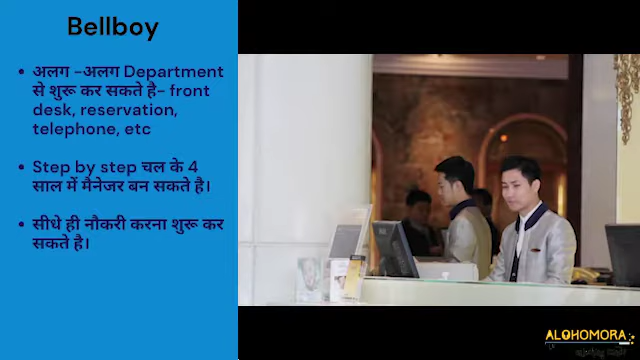 Bellboy
• अलग -अलग Department
से शुरू कर सकते है- front
desk, reservation,
telephone, etc
• Step by step चल के 4
साल में मैनेजर बन सकते है।
• सीधे ही नौकरी करना शुरू कर
सकते है।
ALOHOMORA